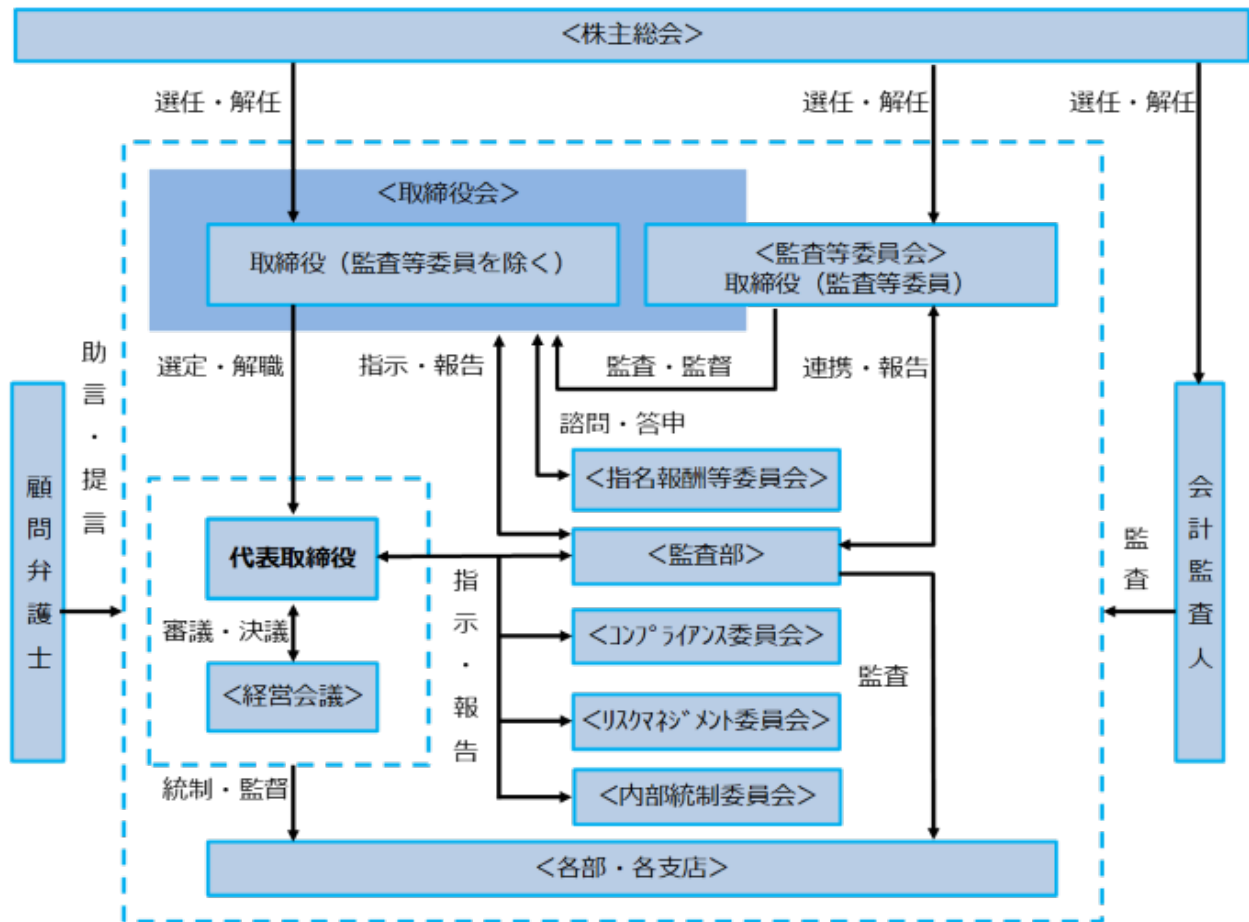 ＜株主総会＞
選任・解任
選任・解任
選任・解任
＜取締役会＞
取締役（監査等委員を除く）
＜監査等委員会＞
取締役（監査等委員）
選定・解職
指示・報告
監査・監督
連携・報告
助言・提言
諮問・答申
＜指名報酬等委員会＞
顧問弁護士
会計監査人
代表取締役
＜監査部＞
監査
指示・報告
審議・決議
＜ｺﾝﾌﾟﾗｲｱﾝｽ委員会＞
監査
＜経営会議＞
＜ﾘｽｸﾏﾈｼﾞﾒﾝﾄ委員会＞
統制・監督
＜内部統制委員会＞
＜各部・各支店＞